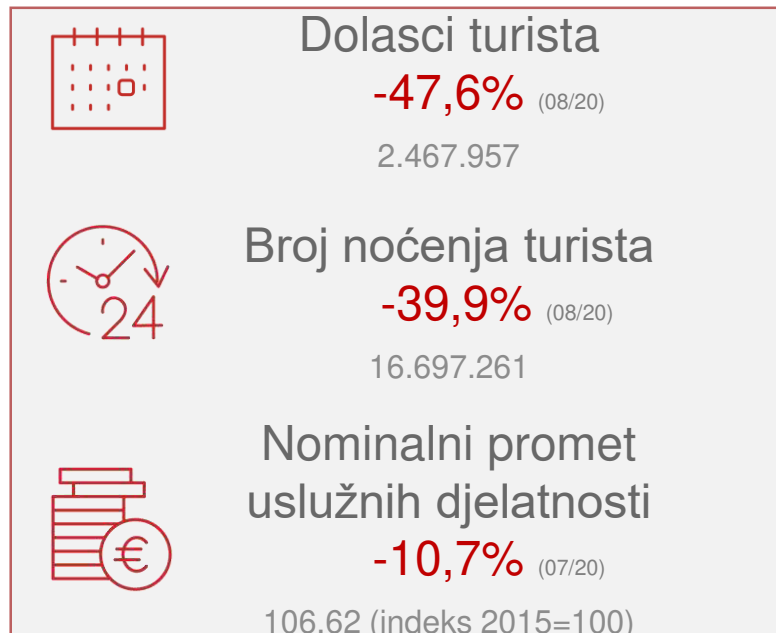 Dolasci turista
-47,6% (08/20)
2.467.957
Broj noćenja turista
24
-39,9% (08/20)
16.697.261
Nominalni promet
uslužnih djelatnosti
€
-10,7% (07/20)
106.62 (indeks 2015=100)